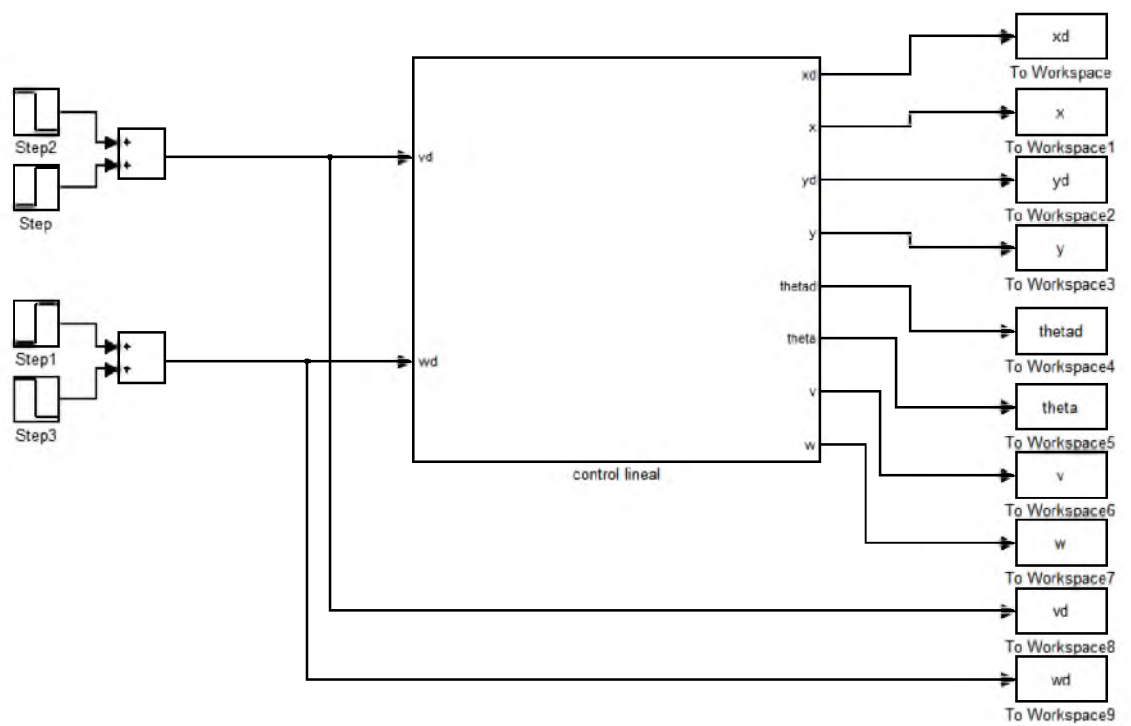 Step2
Step
Step1
Step3
+
+
+
+
vd
wd
xd
x
yd
y
thetad
theta
v
w
control lineal
xd
To Workspace
x
To Workspace1
yd
To Workspace2
y
To Workspace3
thetad
To Workspace4
theta
To Workspace5
v
To Workspace6
w
To Workspace7
vd
To Workspace8
wd
To Workspace9